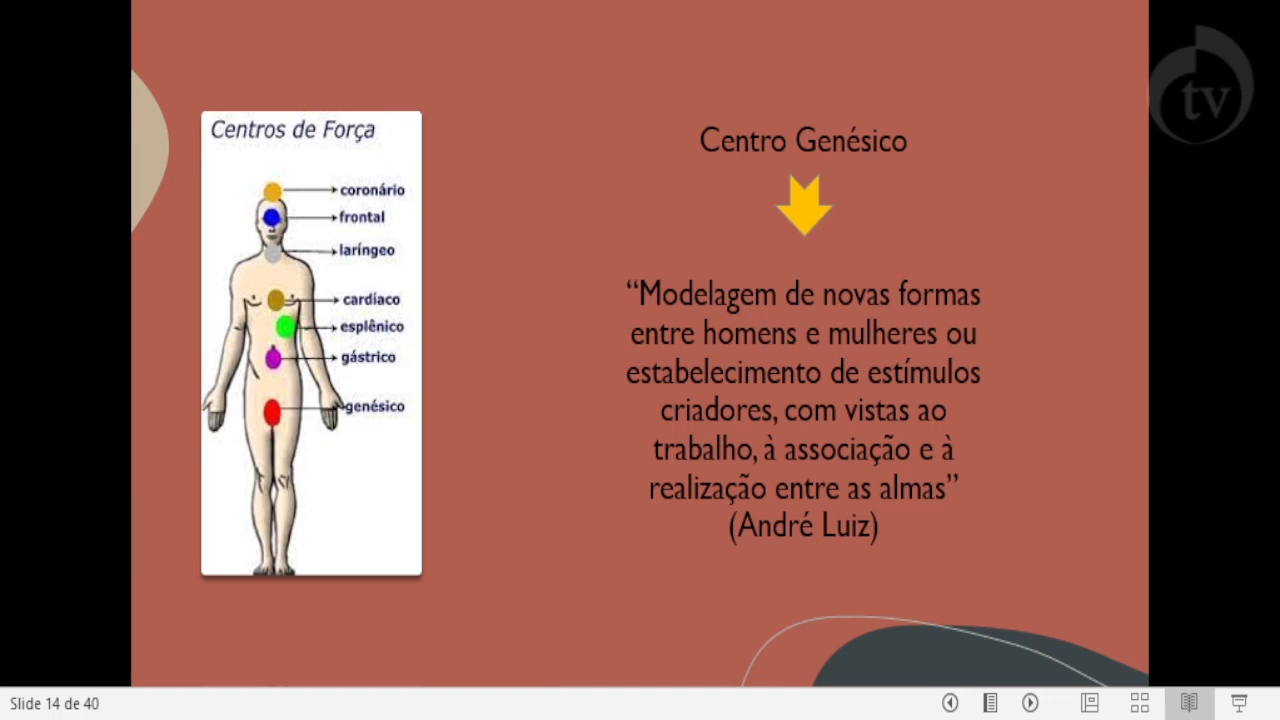 Centros de Força
coronário
frontal
laríngeo
cardíaco
esplênico
gástrico
genésico
Centro Genésico
“Modelagem de novas formas
entre homens e mulheres ou
estabelecimento de estímulos
criadores, com vistas ao
trabalho, à associação e à
realização entre as almas”
(André Luiz)
tv
Slide 14 de 40